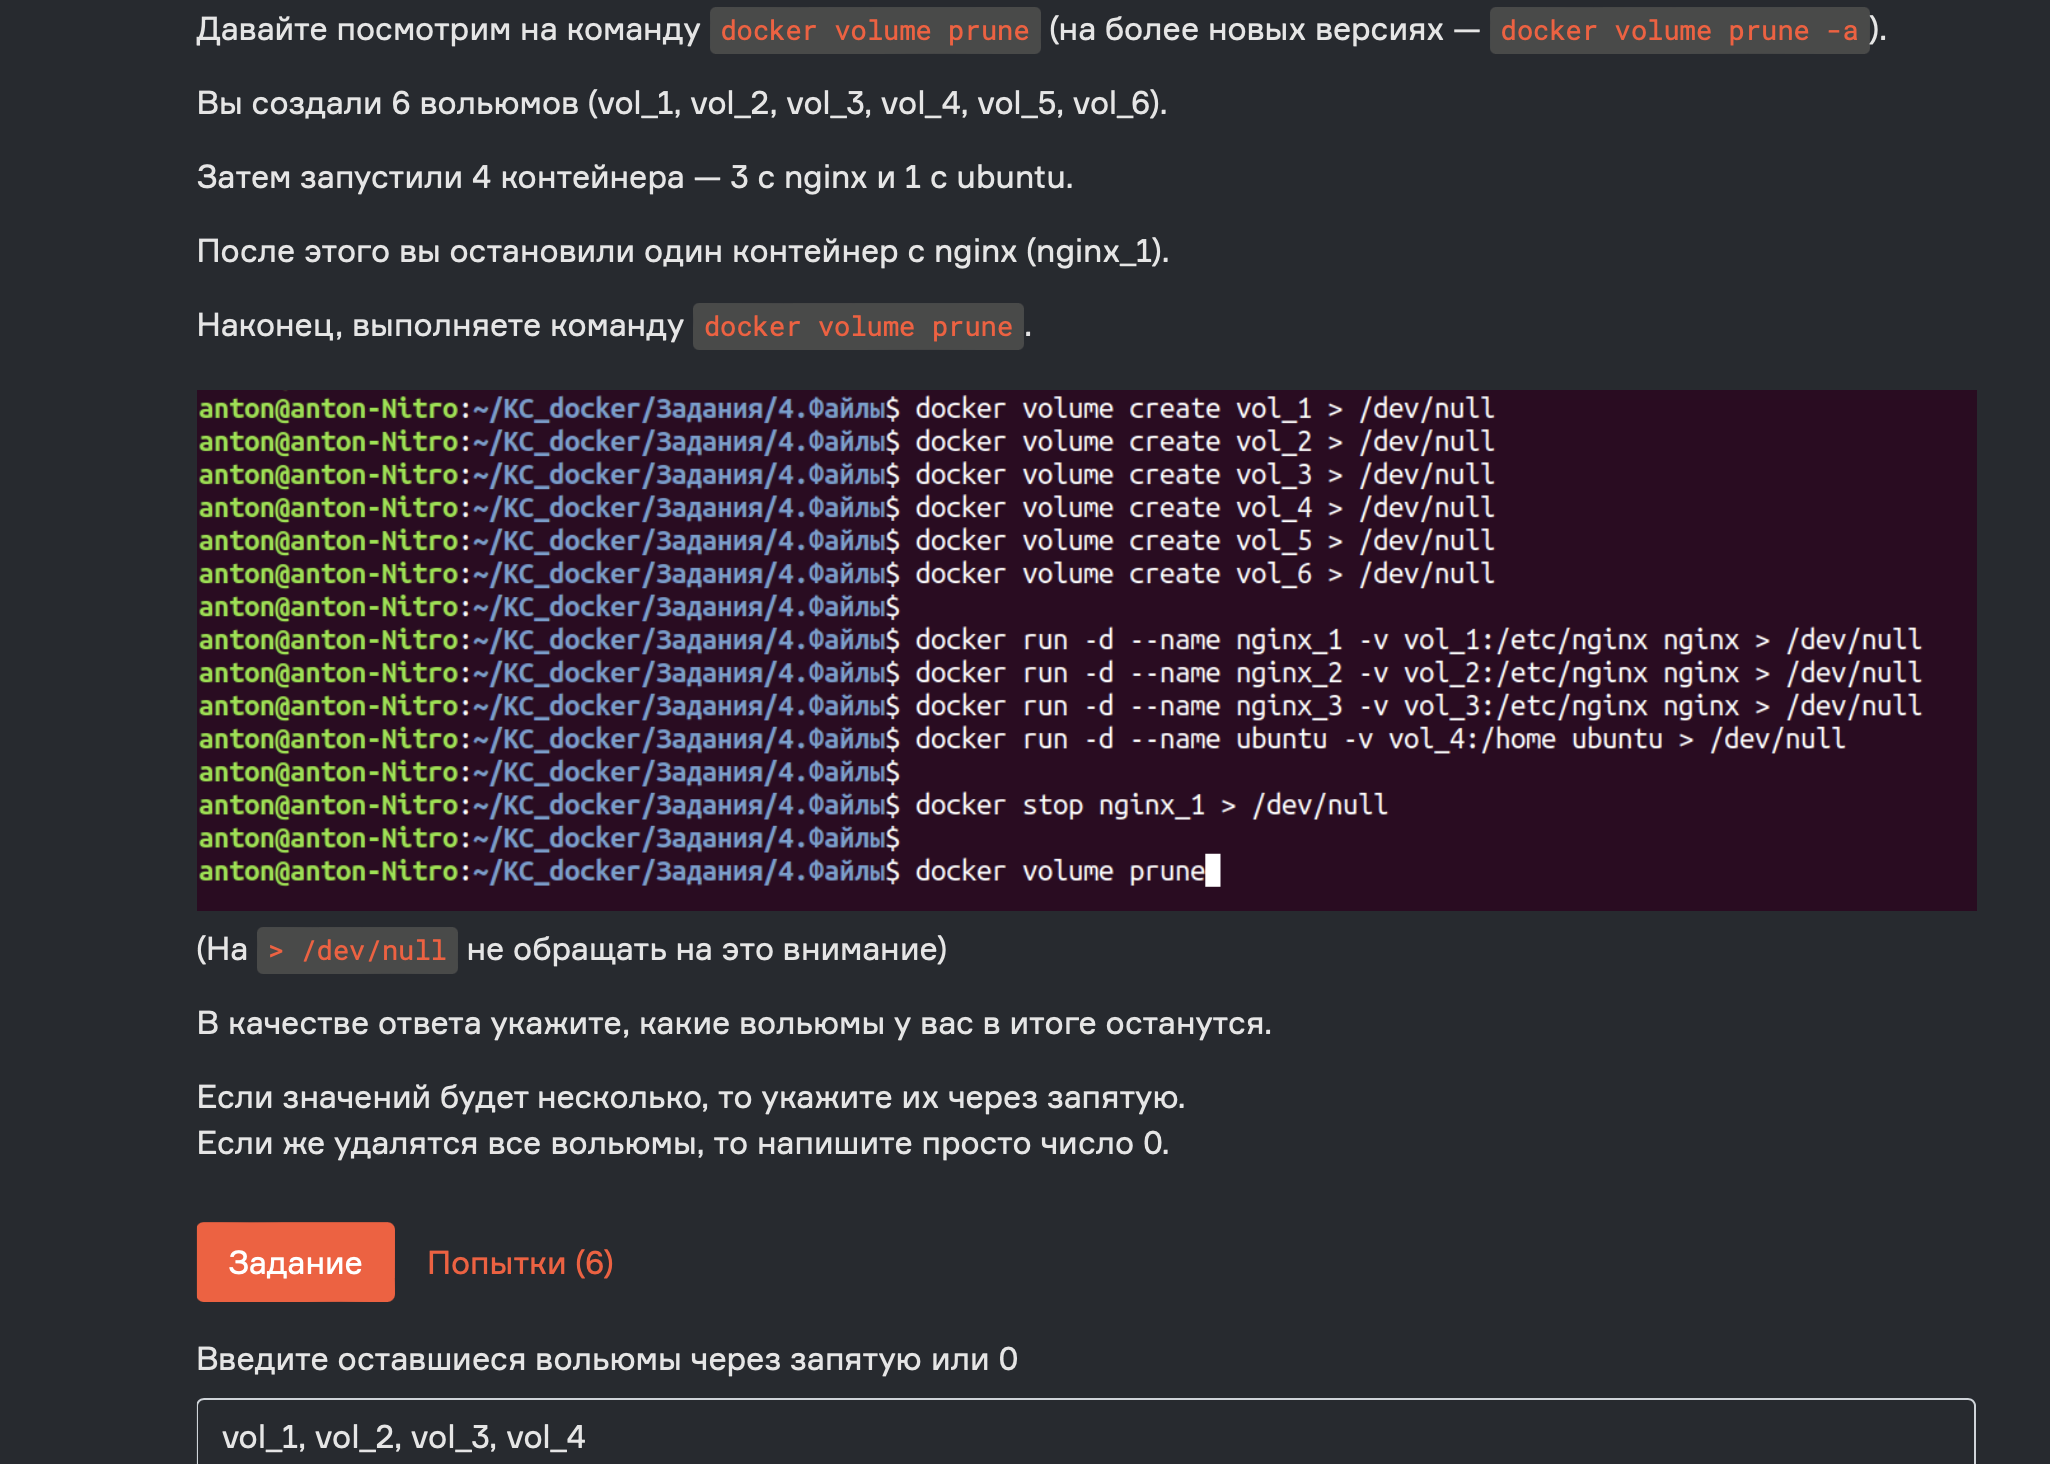 Давайте посмотрим на команду docker volume prune (на более новых версиях — docker volume prune -a).
Вы создали 6 вольюмов (vol_1, vol_2, vol_3, vol_4, vol_5, vol_6).
Затем запустили 4 контейнера — 3 с nginx и 1 с ubuntu.
После этого вы остановили один контейнер с nginx (nginx_1).
Наконец, выполняете команду docker volume prune.
anton@anton-Nitro:~/KC_docker/Задания/4.Файлы$ docker volume create vol_1 > /dev/null
anton@anton-Nitro:~/KC_docker/Задания/4.Файлы$ docker volume create vol_2 > /dev/null
anton@anton-Nitro:~/KC_docker/Задания/4.Файлы$ docker volume create vol_3 > /dev/null
anton@anton-Nitro:~/KC_docker/Задания/4.Файлы$ docker volume create vol_4 > /dev/null
anton@anton-Nitro:~/KC_docker/Задания/4.Файлы$ docker volume create vol_5 > /dev/null
anton@anton-Nitro:~/KC_docker/Задания/4.Файлы$ docker volume create vol_6 > /dev/null
anton@anton-Nitro:~/KC_docker/Задания/4.Файлы$
anton@anton-Nitro:~/KC_docker/Задания/4.Файлы$ docker run -d --name nginx_1 -v vol_1:/etc/nginx nginx > /dev/null
anton@anton-Nitro:~/KC_docker/Задания/4.Файлы$ docker run -d --name nginx_2 -v vol_2:/etc/nginx nginx > /dev/null
anton@anton-Nitro:~/KC_docker/Задания/4.Файлы$ docker run -d --name nginx_3 -v vol_3:/etc/nginx nginx > /dev/null
anton@anton-Nitro:~/KC_docker/Задания/4.Файлы$ docker run -d --name ubuntu -v vol_4:/home ubuntu > /dev/null
anton@anton-Nitro:~/KC_docker/Задания/4.Файлы$
anton@anton-Nitro:~/KC_docker/Задания/4.Файлы$ docker stop nginx_1 > /dev/null
anton@anton-Nitro:~/KC_docker/Задания/4.Файлы$
anton@anton-Nitro:~/KC_docker/Задания/4.Файлы$ docker volume prune
(На > /dev/null не обращать на это внимание)
В качестве ответа укажите, какие вольюмы у вас в итоге останутся.
Если значений будет несколько, то укажите их через запятую.
Если же удалятся все вольюмы, то напишите просто число 0.
Задание Попытки (6)
Введите оставшиеся вольюмы через запятую или 0
vol_1, vol_2, vol_3, vol_4